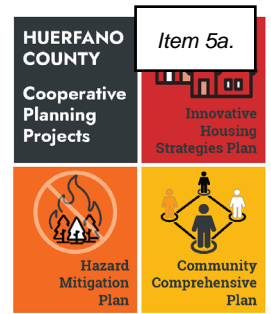 HUERFANO
COUNTY
Cooperative
Planning
Projects
Item 5a.
Innovative
Housing
Strategies Plan
Hazard
Mitigation
Plan
Community
Comprehensive
Plan